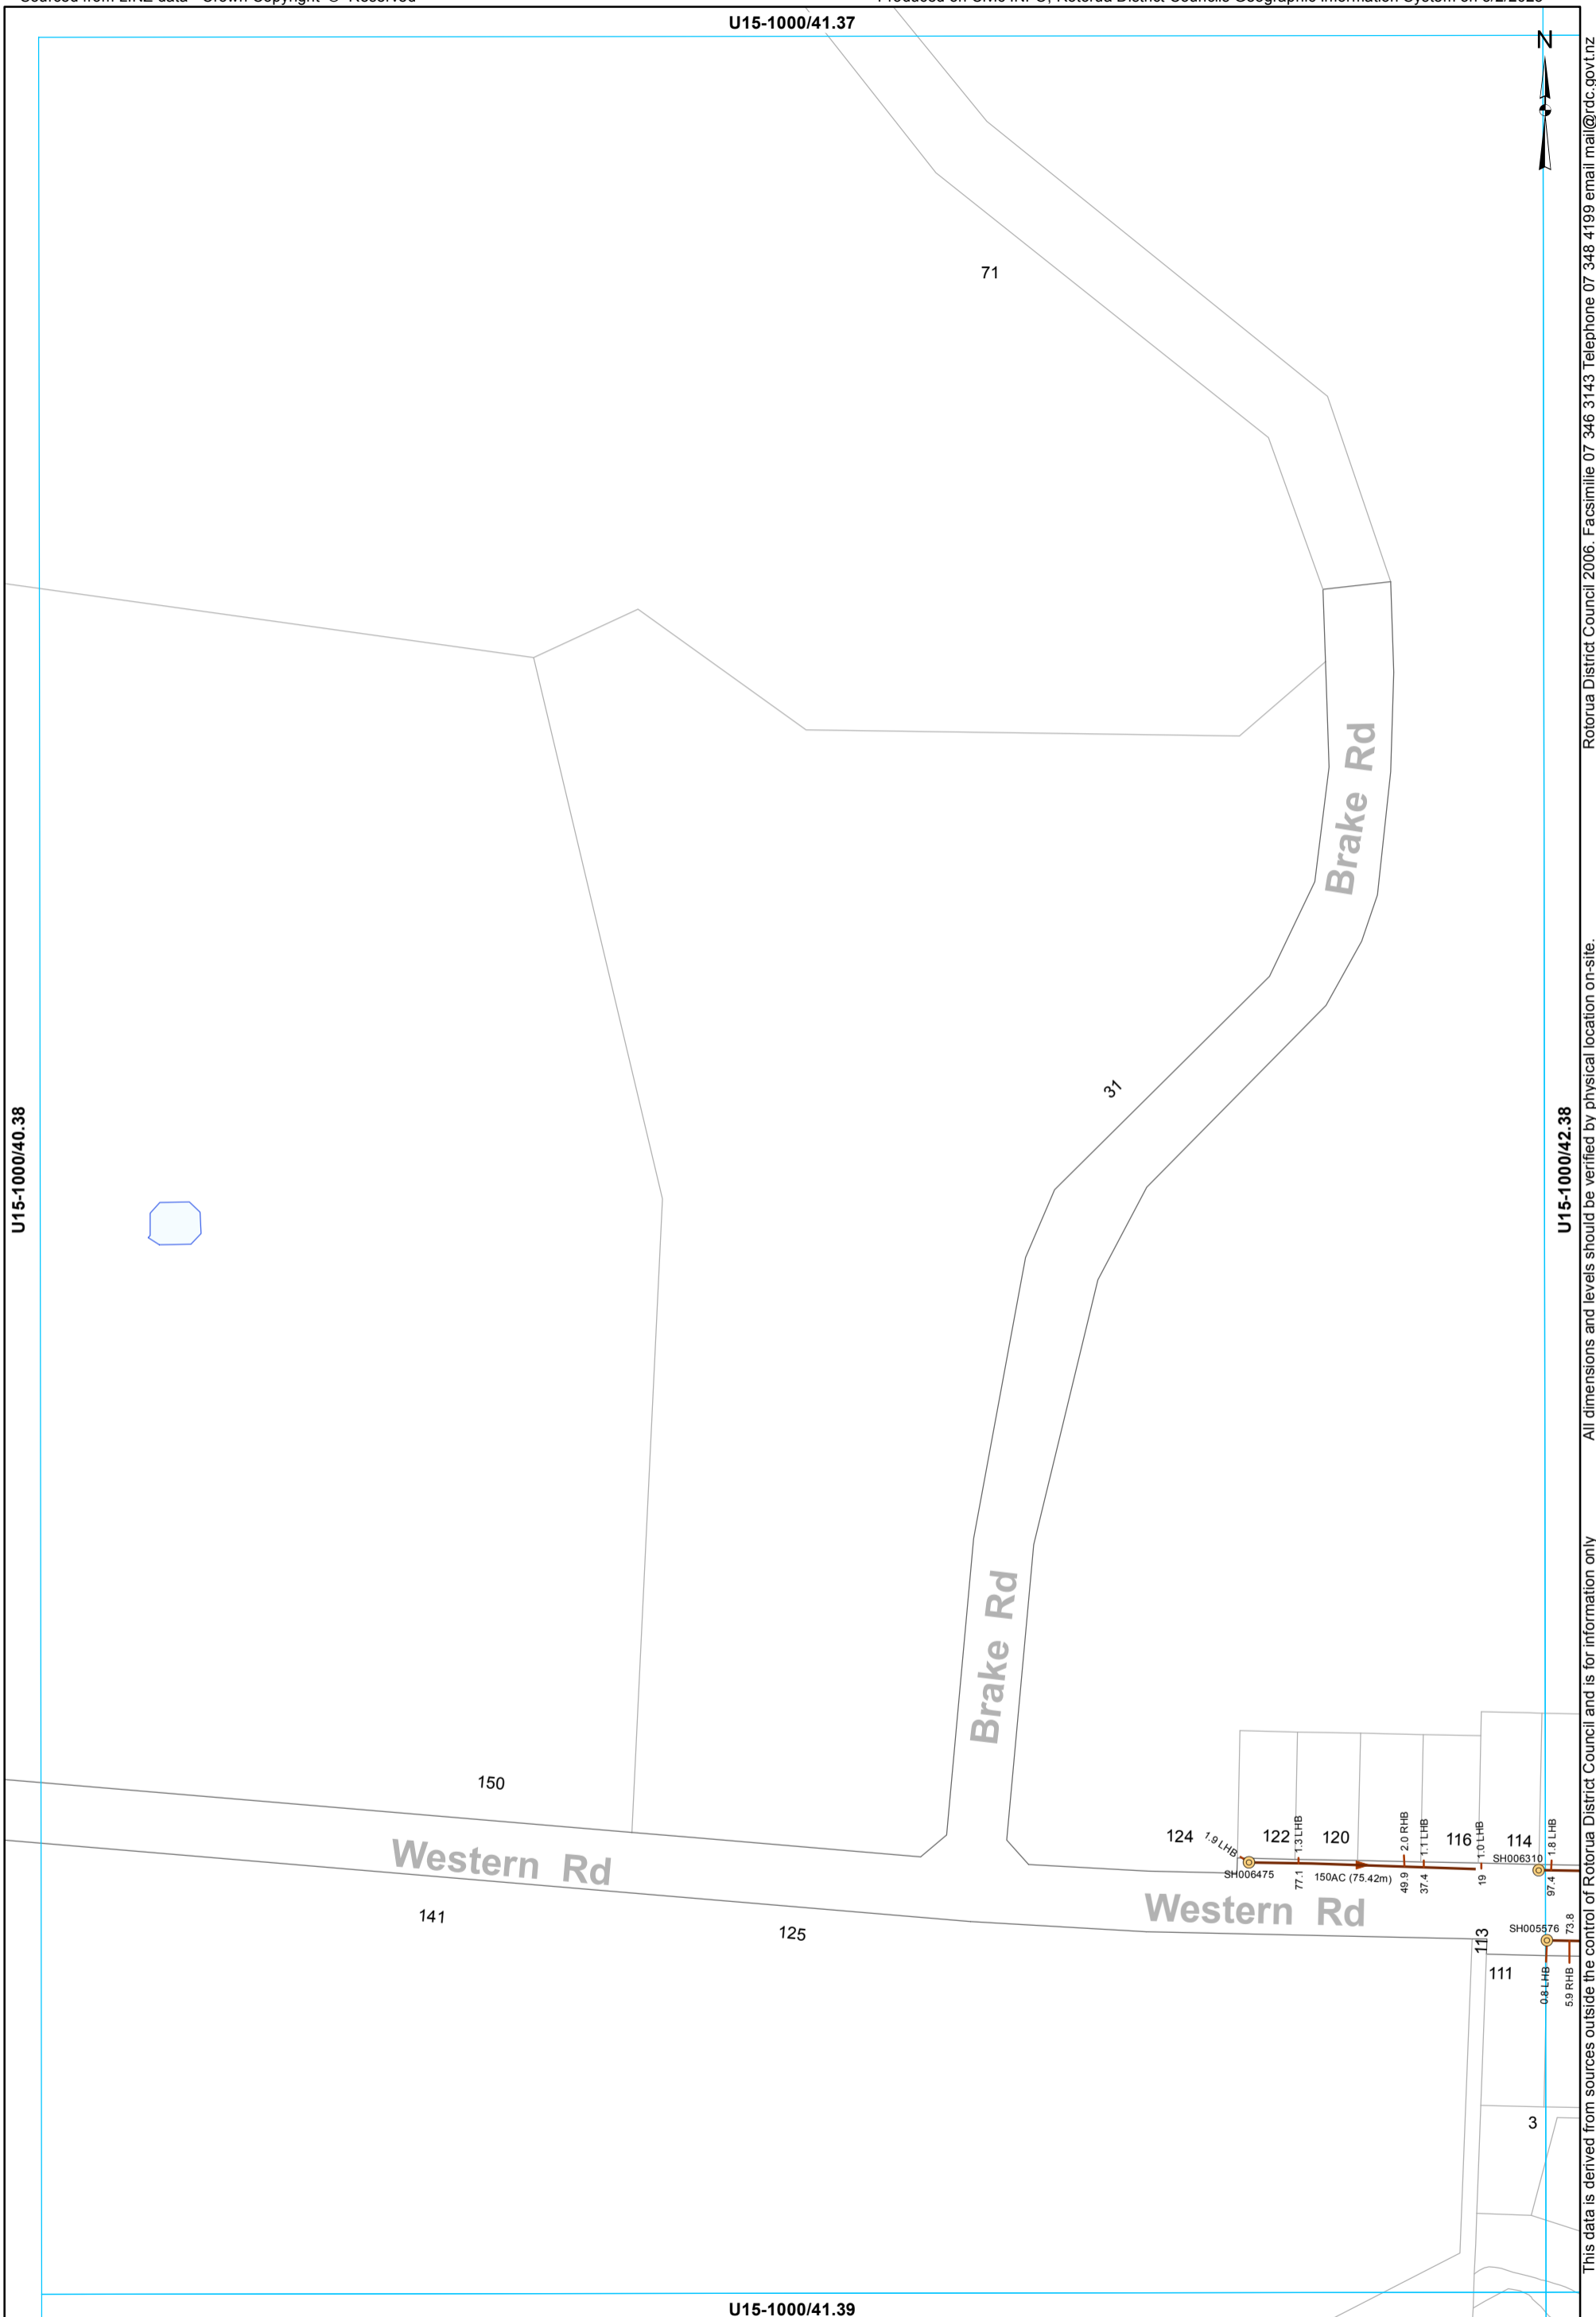 U15-1000/41.37
N
71
Brake Rd
31
U15-1000/40.38
U15-1000/42.38
Brake Rd
150
Western Rd
141
125
124
1.9 LHB
122
1.3 LHB
120
2.0 RHB
1.1 LHB
116
1.0 LHB
114
1.8 LHB
SH006310
SH006475
77.1
150AC (75.42m)
49.9
37.4
19
97.4
Western Rd
113
SH005576
73.8
111
0.8 LHB
5.9 RHB
3
U15-1000/41.39
Rotorua District Council 2006. Facsimilie 07 346 3143 Telephone 07 348 4199 email mail@rdc.govt.nz
All dimensions and levels should be verified by physical location on-site.
This data is derived from sources outside the control of Rotorua District Council and is for information only